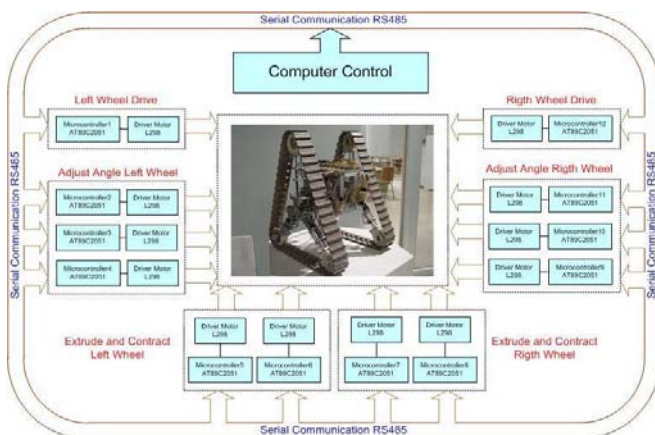 Serial Communication RS485
Computer Control
Left Wheel Drive
Microcontroller1
AT89C2051
Driver Motor
L298
Rigth Wheel Drive
Driver Motor
L298
Microcontroller12
AT89C2051
Adjust Angle Left Wheel
Microcontroller2
AT89C2051
Driver Motor
L298
Microcontroller3
AT89C2051
Driver Motor
L298
Microcontroller4
AT89C2051
Driver Motor
L298
Adjust Angle Rigth Wheel
Driver Motor
L298
Microcontroller11
AT89C2051
Driver Motor
L298
Microcontroller10
AT89C2051
Driver Motor
L298
Microcontroller9
AT89C2051
Serial Communication RS485
Serial Communication RS485
Extrude and Contract
Left Wheel
Driver Motor
L298
Driver Motor
L298
Microcontroller5
AT89C2051
Microcontroller6
AT89C2051
Driver Motor
L298
Driver Motor
L298
Microcontroller7
AT89C2051
Microcontroller8
AT89C2051
Extrude and Contract
Rigth Wheel
Serial Communication RS485